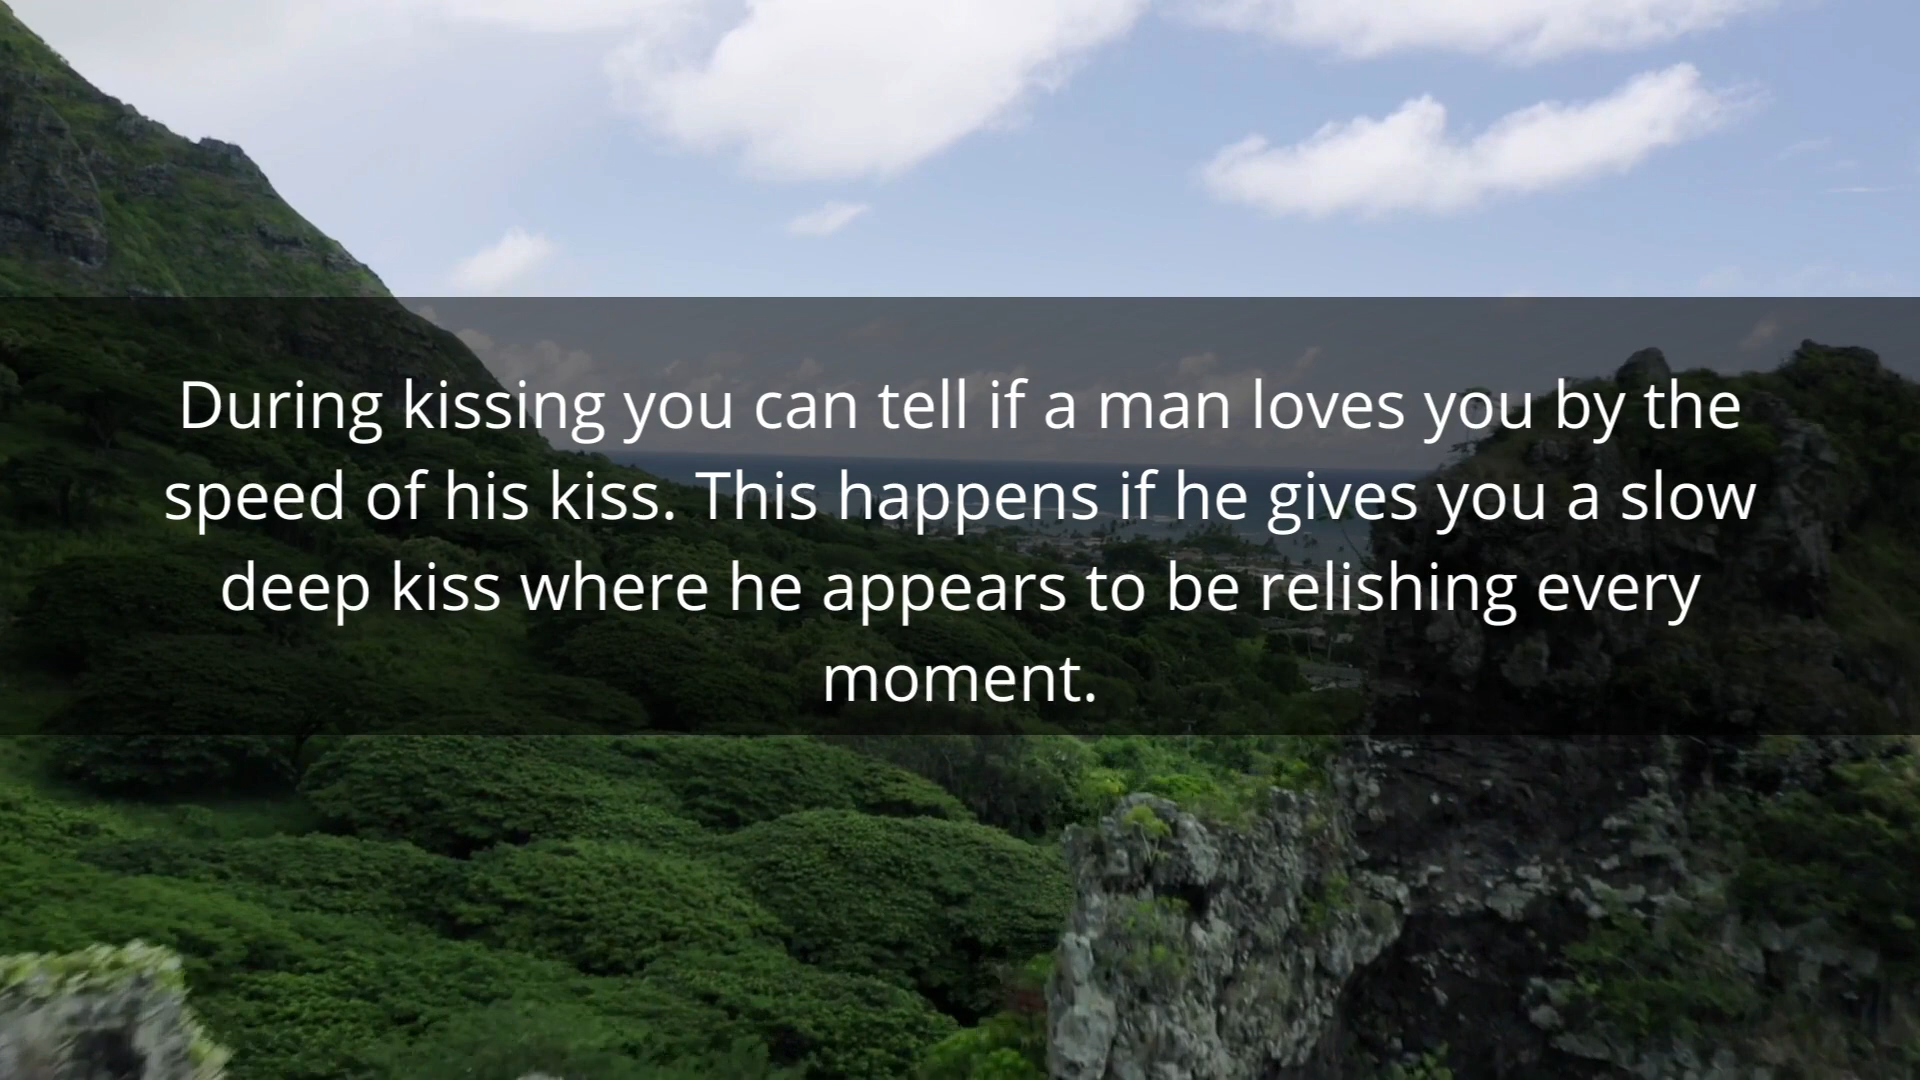 During kissing you can tell if a man loves you by the
speed of his kiss. This happens if he gives you a slow
deep kiss where he appears to be relishing every
moment.